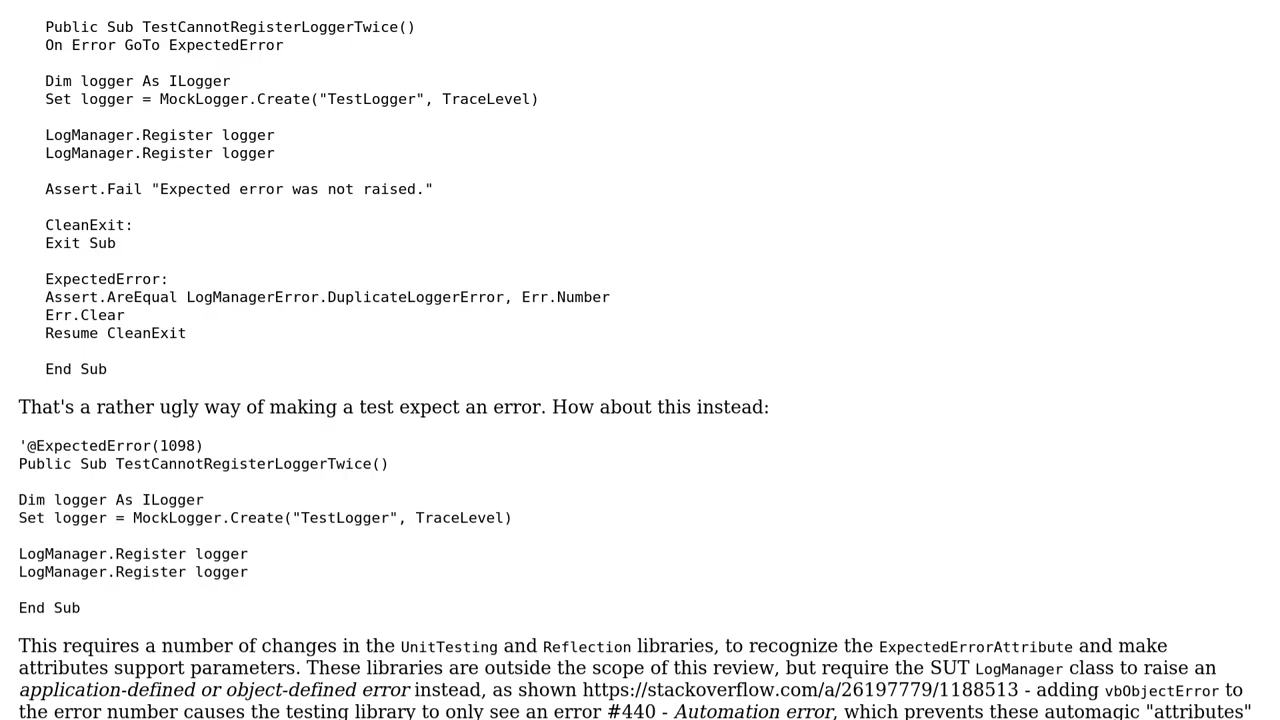 Public Sub TestCannotRegisterLoggerTwice()
On Error GoTo ExpectedError
Dim logger As ILogger
Set logger = MockLogger.Create("TestLogger", TraceLevel)
LogManager.Register logger
LogManager.Register logger
Assert.Fail "Expected error was not raised."
CleanExit:
Exit Sub
ExpectedError:
Assert.AreEqual LogManagerError.DuplicateLoggerError, Err.Number
Err.Clear
Resume CleanExit
End Sub
That's a rather ugly way of making a test expect an error. How about this instead:
'@ExpectedError(1098)
Public Sub TestCannotRegisterLoggerTwice()
Dim logger As ILogger
Set logger = MockLogger.Create("TestLogger", TraceLevel)
LogManager.Register logger
LogManager.Register logger
End Sub
This requires a number of changes in the UnitTesting and Reflection libraries, to recognize the ExpectedErrorAttribute and make
attributes support parameters. These libraries are outside the scope of this review, but require the SUT LogManager class to raise an
application-defined or object-defined error instead, as shown https://stackoverflow.com/a/26197779/1188513 - adding vbObjectError to
the error number causes the testing library to only see an error #440 - Automation error, which prevents these automagic "attributes"